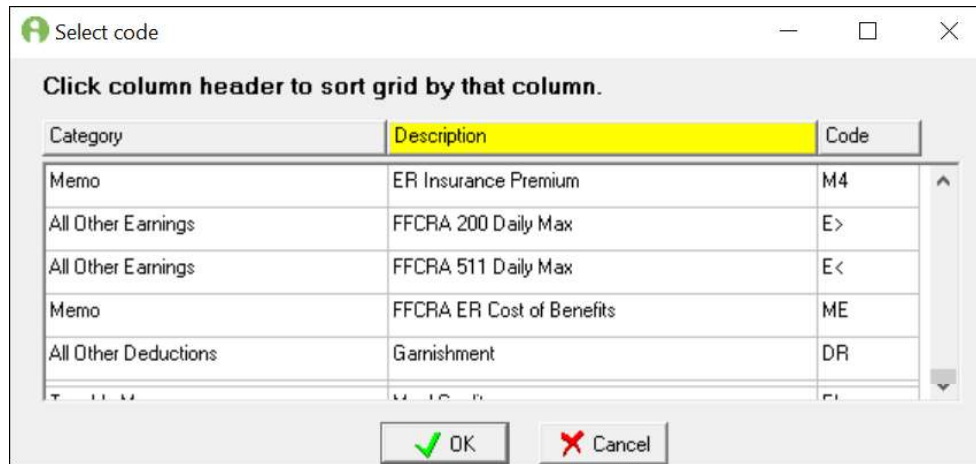 Select code
Click column header to sort grid by that column.
Category Description Code
Memo ER Insurance Premium M4
All Other Earnings FFCRA 200 Daily Max E>
All Other Earnings FFCRA 511 Daily Max E<
Memo FFCRA ER Cost of Benefits ME
All Other Deductions Garnishment DR
OK Cancel